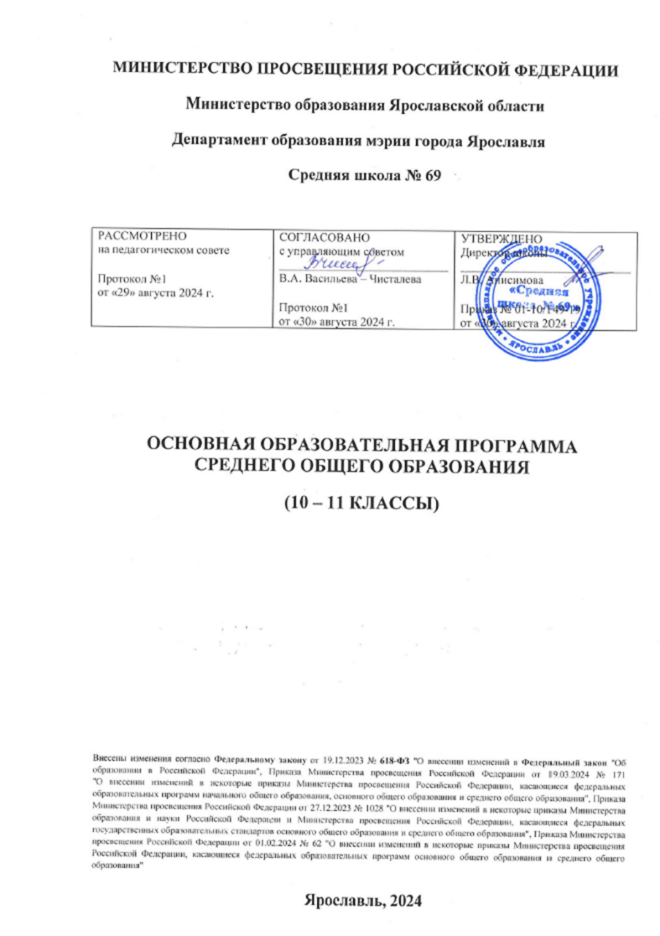 МИНИСТЕРСТВО ПРОСВЕЩЕНИЯ РОССИЙСКОЙ ФЕДЕРАЦИИ
Министерство образования Ярославской области
Департамент образования мэрии города Ярославля
Средняя школа № 69
РАССМОТРЕНО
на педагогическом совете
Протокол №1
от «29» августа 2024 г.
СОГЛАСОВАНО
с управляющим советом
В.А. Васильева – Чисталева
Протокол №1
от «30» августа 2024 г.
УТВЕРЖДЕНО
Директор школы
Л.В. Анисимова
Приказ № 01-10/
от «30» августа 2024 г.
«Средняя
школа № 69»
ЯРОСЛАВЛЬ
ОСНОВНАЯ ОБРАЗОВАТЕЛЬНАЯ ПРОГРАММА
СРЕДНЕГО ОБЩЕГО ОБРАЗОВАНИЯ
(10 – 11 КЛАССЫ)
Внесены изменения согласно Федеральному закону от 19.12.2023 № 618-ФЗ "О внесении изменений в Федеральный закон "Об
образовании в Российской Федерации", Приказа Министерства просвещения Российской Федерации от 19.03.2024 № 171
"О внесении изменений в некоторые приказы Министерства просвещения Российской Федерации, касающиеся федеральных
образовательных программ начального общего образования, основного общего образования и среднего общего образования", Приказа
Министерства просвещения Российской Федерации от 27.12.2023 № 1028 "О внесении изменений в некоторые приказы Министерства
образования и науки Российской Федерации и Министерства просвещения Российской Федерации, касающиеся федеральных
государственных образовательных стандартов основного общего образования и среднего общего образования", Приказа Министерства
просвещения Российской Федерации от 01.02.2024 № 62 "О внесении изменений в некоторые приказы Министерства просвещения
Российской Федерации, касающиеся федеральных образовательных программ основного общего образования и среднего общего
образования"
Ярославль, 2024